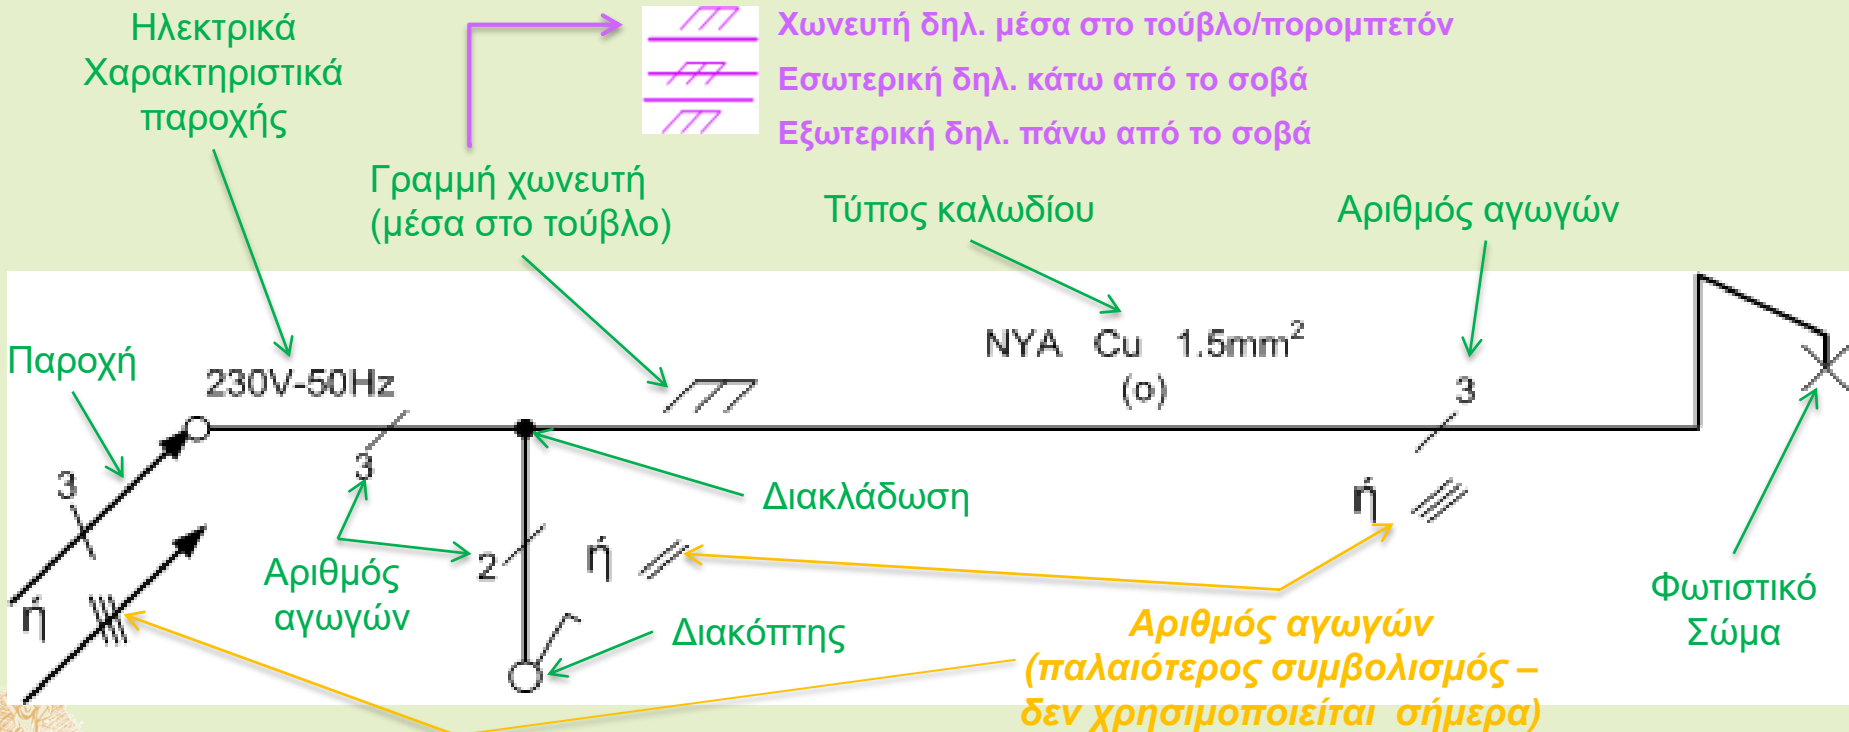 Ηλεκτρικά
Χαρακτηριστικά
παροχής
Χωνευτή δηλ. μέσα στο τούβλο/πορομπετόν
Εσωτερική δηλ. κάτω από το σοβά
Εξωτερική δηλ. πάνω από το σοβά
Γραμμή χωνευτή
(μέσα στο τούβλο)
Τύπος καλωδίου
Αριθμός αγωγών
Παροχή
230V-50Hz
NYA Cu 1.5mm²
(ο)
3
3
3
Διακλάδωση
ή
2
ή
Αριθμός
αγωγών
ή
Διακόπτης
Φωτιστικό
Σώμα
Αριθμός αγωγών
(παλαιότερος συμβολισμός –
δεν χρησιμοποιείται σήμερα)